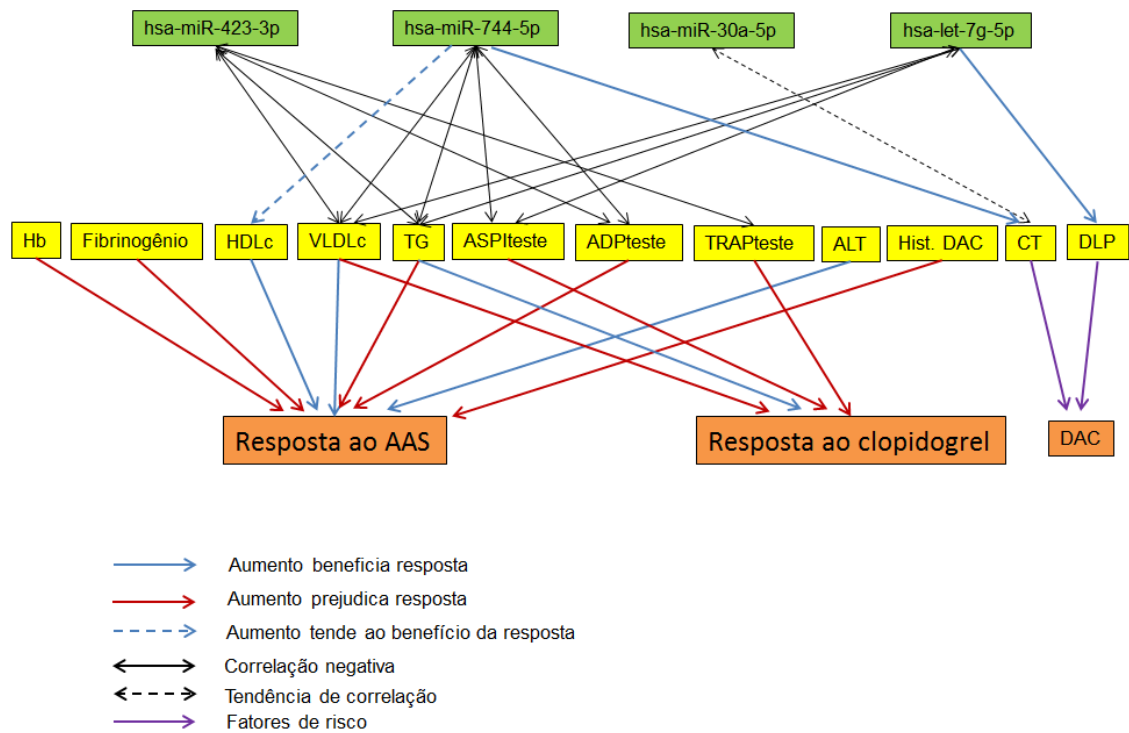 hsa-miR-423-3p
hsa-miR-744-5p
hsa-miR-30a-5p
hsa-let-7g-5p
Hb
Fibrinogênio
HDLc
VLDLc
TG
ASPIteste
ADPteste
TRAPteste
ALT
Hist. DAC
CT
DLP
Resposta ao AAS
Resposta ao clopidogrel
DAC
Aumento beneficia resposta
Aumento prejudica resposta
Aumento tende ao benefício da resposta
Correlação negativa
Tendência de correlação
Fatores de risco